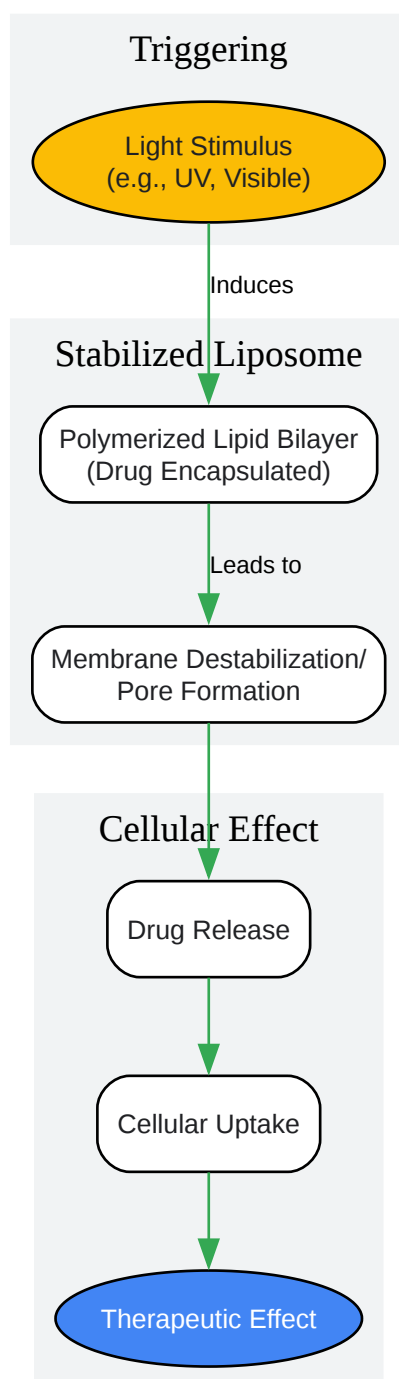 Triggering
Light Stimulus
(e.g., UV, Visible)
Induces
Stabilized Liposome
Polymerized Lipid Bilayer
(Drug Encapsulated)
Leads to
Membrane Destabilization/
Pore Formation
Cellular Effect
Drug Release
Cellular Uptake
Therapeutic Effect